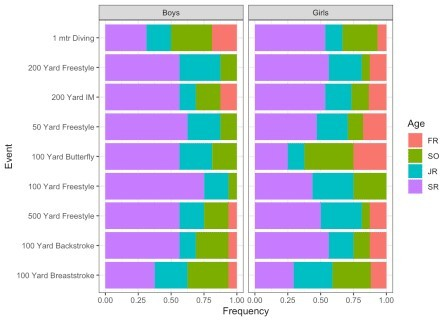 Boys Girls
1 mtr Diving
200 Yard Freestyle
200 Yard IM
50 Yard Freestyle
100 Yard Butterfly
100 Yard Freestyle
500 Yard Freestyle
100 Yard Backstroke
100 Yard Breaststroke
Event
0.00 0.25 0.50 0.75 1.00 0.00 0.25 0.50 0.75 1.00
Frequency
Age
FR
SO
JR
SR